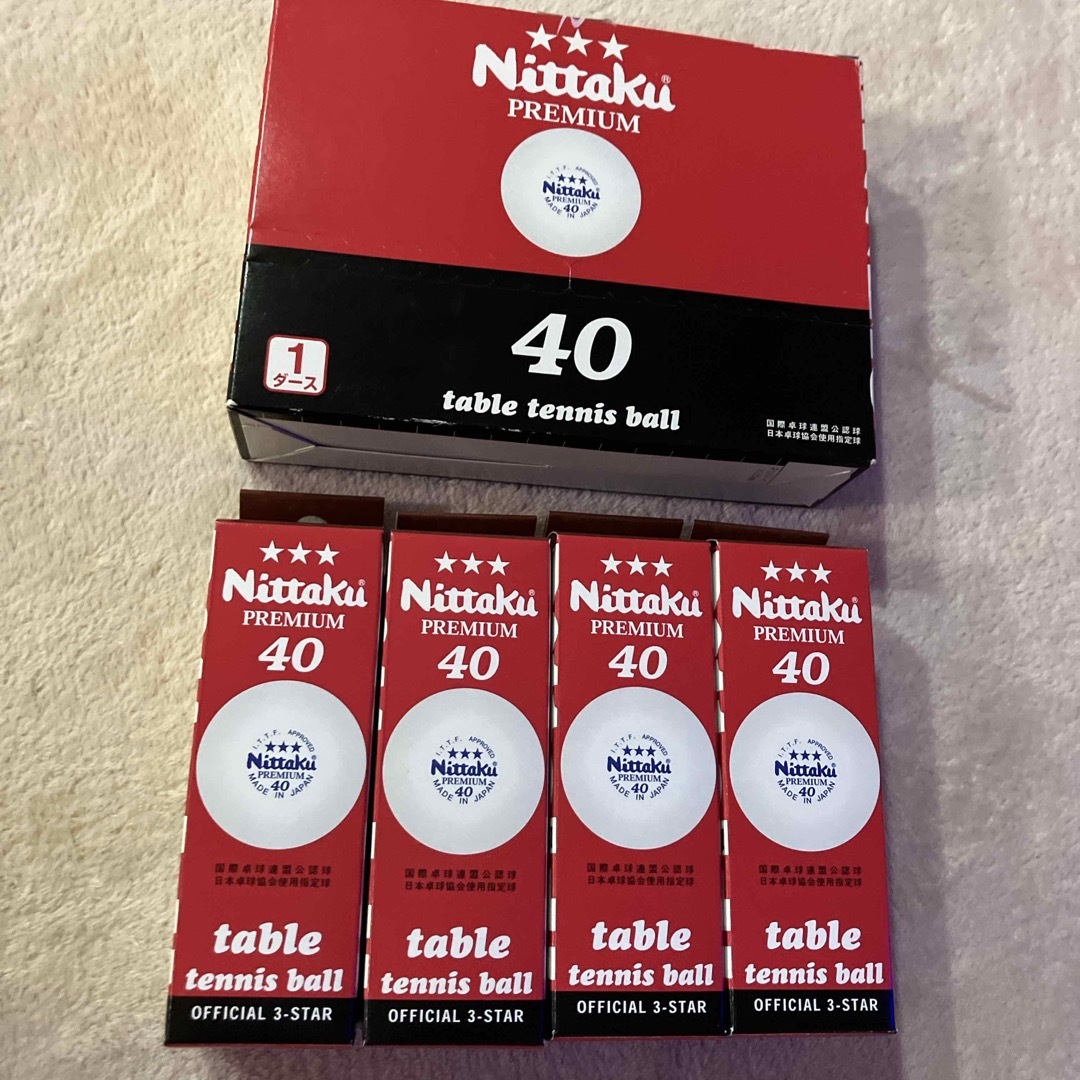 ★★★
Nittaku®
PREMIUM
I.T.T.F. APPROVED
★★★
Nittaku
PREMIUM
40
MADE IN JAPAN
40
1
ダース
table tennis ball
国際卓球連盟公認球
日本卓球協会使用指定球
★★★
Nittaku®
PREMIUM
40
I.T.T.F. APPROVED
★★★
Nittaku
PREMIUM
40
MADE IN JAPAN
国際卓球連盟公認球
日本卓球協会使用指定球
table
tennis ball
OFFICIAL 3-STAR
★★★
Nittaku®
PREMIUM
40
I.T.T.F. APPROVED
★★★
Nittaku
PREMIUM
40
MADE IN JAPAN
国際卓球連盟公認球
日本卓球協会使用指定球
table
tennis ball
OFFICIAL 3-STAR
★★★
Nittaku®
PREMIUM
40
I.T.T.F. APPROVED
★★★
Nittaku
PREMIUM
40
MADE IN JAPAN
国際卓球連盟公認球
日本卓球協会使用指定球
table
tennis ball
OFFICIAL 3-STAR
★★★
Nittaku®
PREMIUM
40
I.T.T.F. APPROVED
★★★
Nittaku
PREMIUM
40
MADE IN JAPAN
国際卓球連盟公認球
日本卓球協会使用指定球
table
tennis ball
OFFICIAL 3-STAR